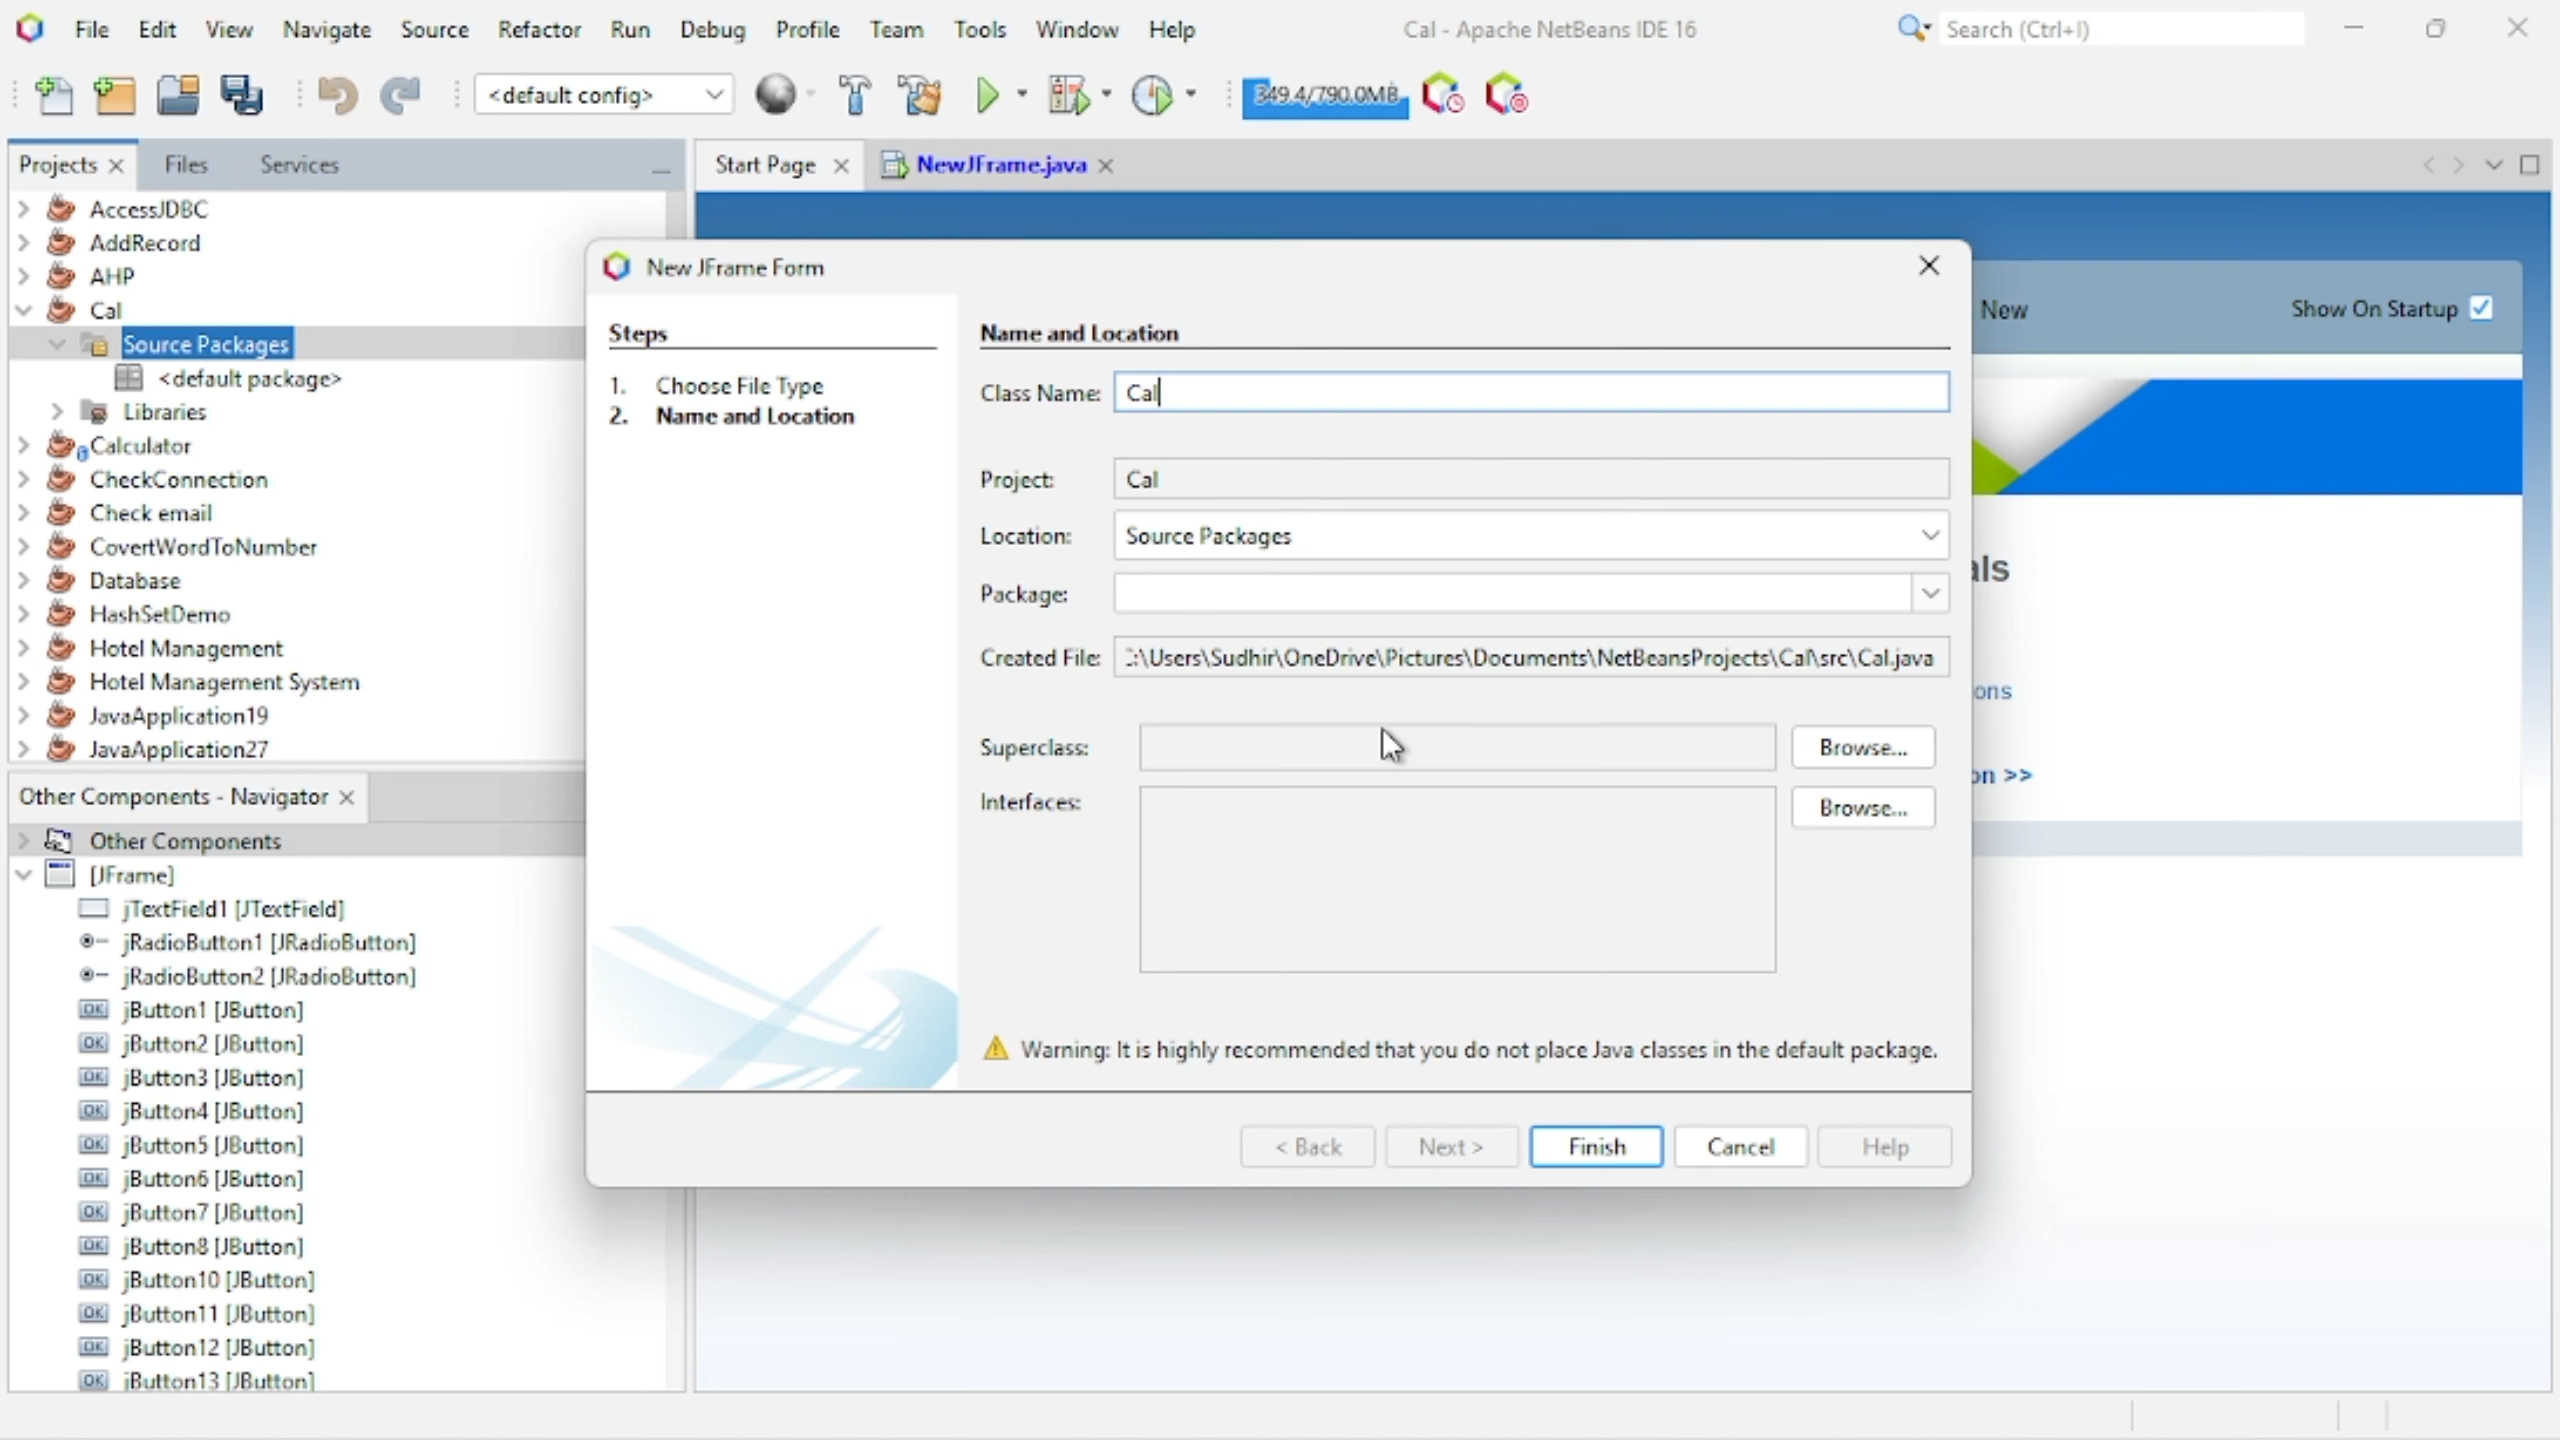 File Edit View Navigate Source Refactor Run Debug Profile Team Tools Window Help
Cal - Apache NetBeans IDE 16
Search (Ctrl+I)
<default config>
349.4/790.0MB
Projects Files Services
Start Page NewJFrame.java
AccessJDBC
AddRecord
AHP
Cal
Source Packages
<default package>
Libraries
Calculator
CheckConnection
Check email
CovertWordToNumber
Database
HashSetDemo
Hotel Management
Hotel Management System
JavaApplication19
JavaApplication27
Other Components - Navigator
Other Components
[JFrame]
jTextField1 [JTextField]
jRadioButton1 [JRadioButton]
jRadioButton2 [JRadioButton]
jButton1 [JButton]
jButton2 [JButton]
jButton3 [JButton]
jButton4 [JButton]
jButton5 [JButton]
jButton6 [JButton]
jButton7 [JButton]
jButton8 [JButton]
jButton10 [JButton]
jButton11 [JButton]
jButton12 [JButton]
jButton13 [JButton]
New JFrame Form
Steps
1. Choose File Type
2. Name and Location
Name and Location
Class Name: Cal
Project: Cal
Location: Source Packages
Package:
Created File: :\Users\Sudhir\OneDrive\Pictures\Documents\NetBeansProjects\Cal\src\Cal.java
Superclass: Browse...
Interfaces: Browse...
Warning: It is highly recommended that you do not place Java classes in the default package.
< Back Next > Finish Cancel Help
New
Show On Startup
als
ons
on >>